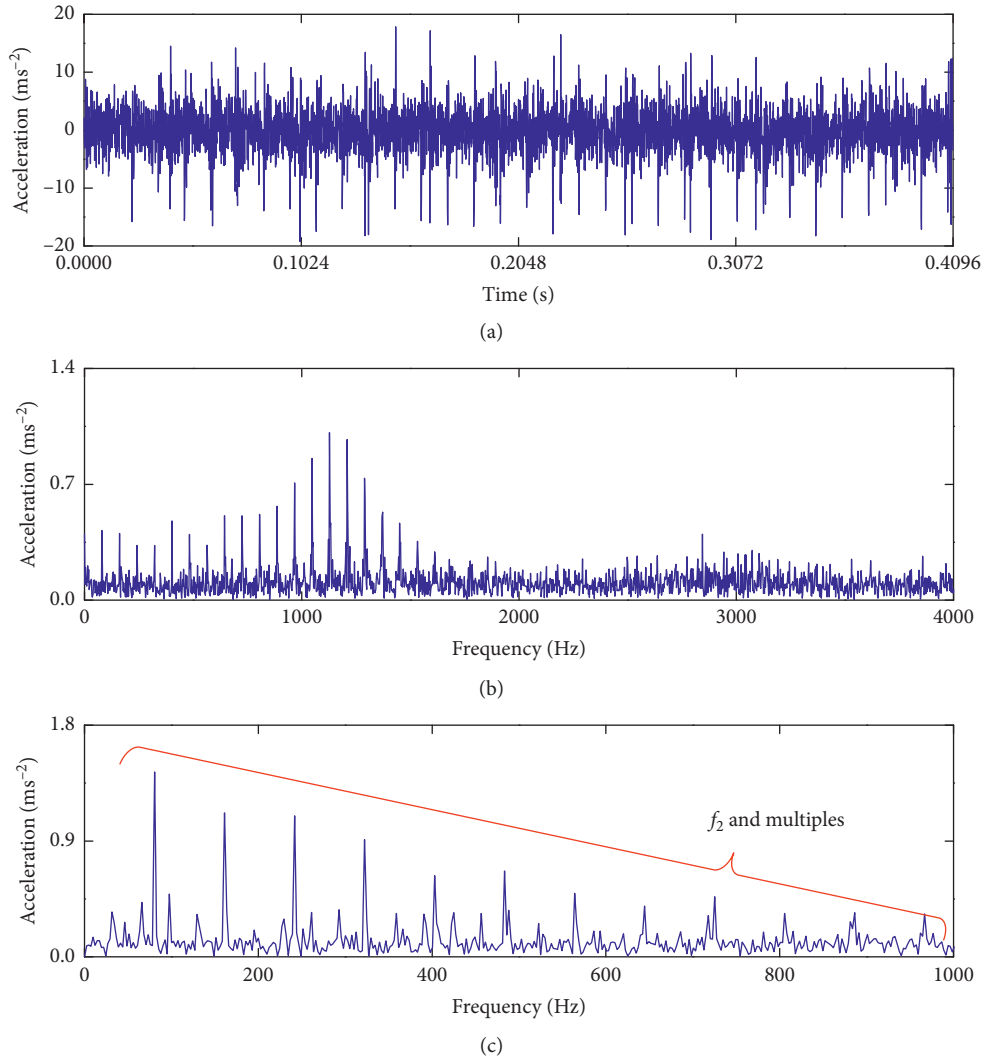 20
10
0
−10
−20
Acceleration (ms−2)
0.0000
0.1024
0.2048
0.3072
0.4096
Time (s)
(a)
1.4
0.7
0.0
Acceleration (ms−2)
0
1000
2000
3000
4000
Frequency (Hz)
(b)
1.8
0.9
0.0
Acceleration (ms−2)
f2 and multiples
0
200
400
600
800
1000
Frequency (Hz)
(c)